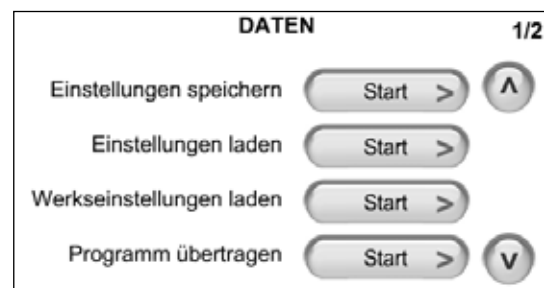 DATEN 1/2
Einstellungen speichern Start > ^
Einstellungen laden Start >
Werkseinstellungen laden Start >
Programm übertragen Start > v